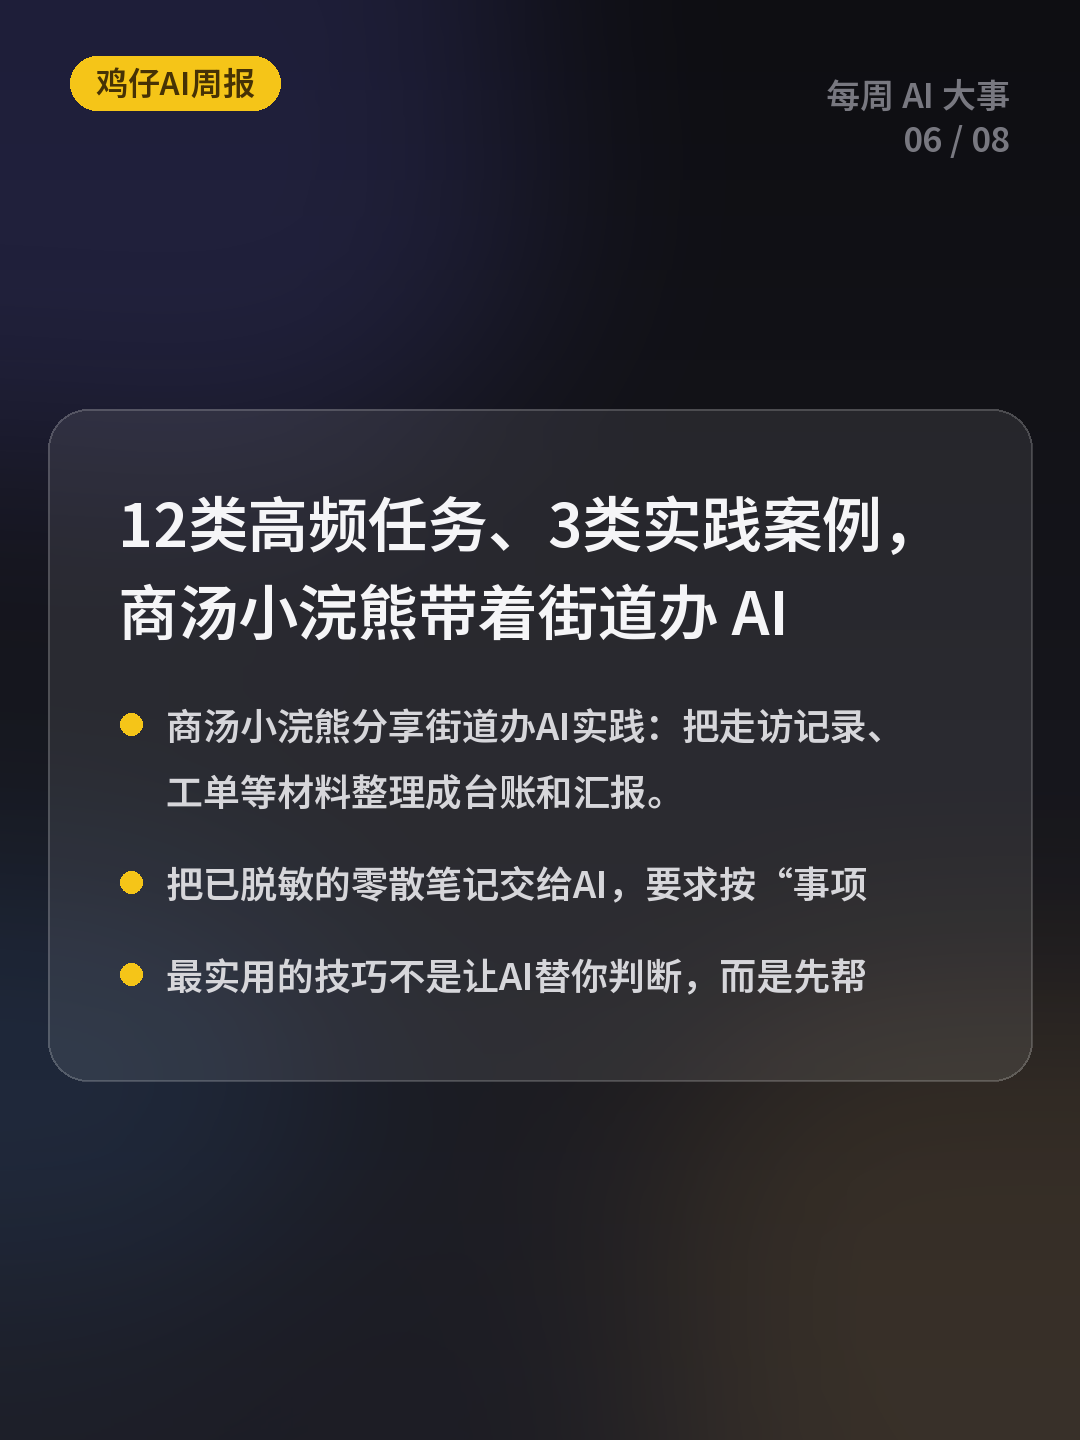 鸡仔AI周报
每周 AI 大事
06 / 08
12类高频任务、3类实践案例，
商汤小浣熊带着街道办 AI
商汤小浣熊分享街道办AI实践：把走访记录、
工单等材料整理成台账和汇报。
把已脱敏的零散笔记交给AI，要求按“事项
最实用的技巧不是让AI替你判断，而是先帮